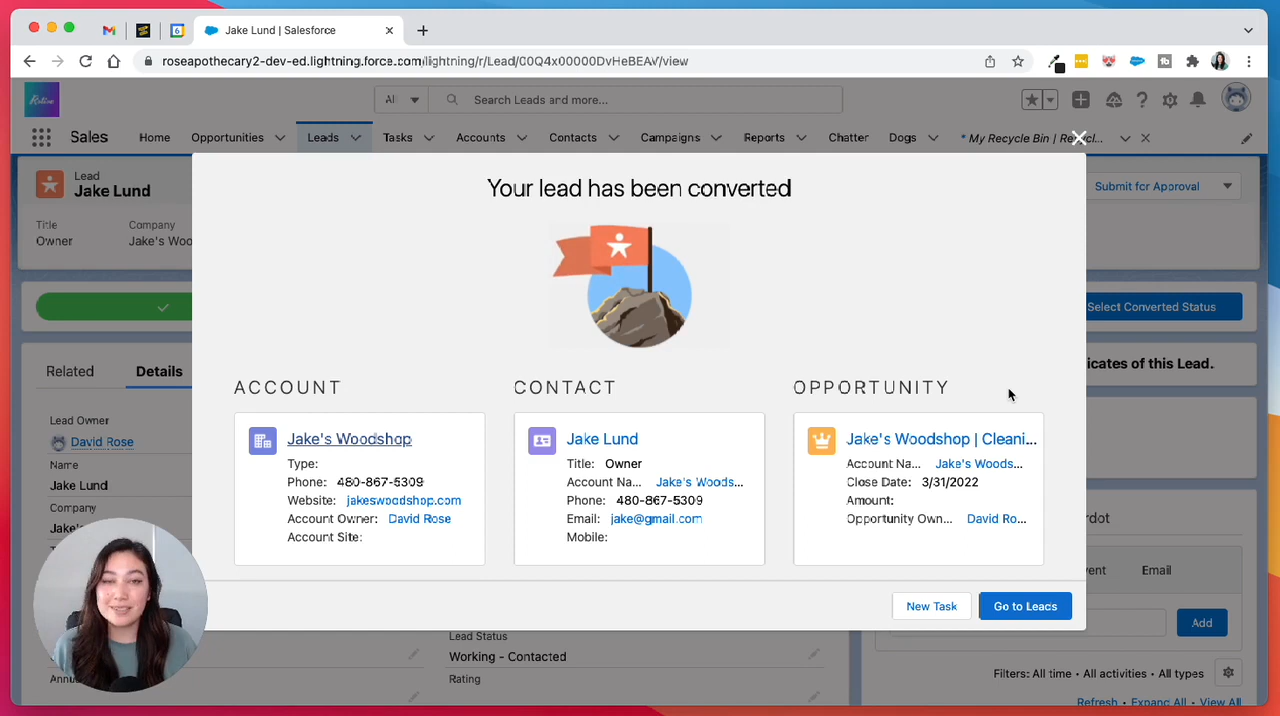 Jake Lund | Salesforce
roseapothecary2-dev-ed.lightning.force.com/lightning/r/Lead/00Q4x00000DvHeBEAV/view
All
Search Leads and more...
Sales
Home
Opportunities
Leads
Tasks
Accounts
Contacts
Campaigns
Reports
Chatter
Dogs
* My Recycle Bin | Recycl...
Lead
Jake Lund
Submit for Approval
Title
Owner
Company
Jake's Woo
Select Converted Status
Related
Details
icates of this Lead.
Lead Owner
David Rose
Name
Jake Lund
Company
Jake's
Your lead has been converted
ACCOUNT
Jake's Woodshop
Type:
Phone: 480-867-5309
Website: jakeswoodshop.com
Account Owner: David Rose
Account Site:
CONTACT
Jake Lund
Title: Owner
Account Na... Jake's Woods...
Phone: 480-867-5309
Email: jake@gmail.com
Mobile:
OPPORTUNITY
Jake's Woodshop | Cleani...
Account Na... Jake's Woods...
Close Date: 3/31/2022
Amount:
Opportunity Own... David Ro...
New Task
Go to Leads
rdot
ent
Email
Add
Lead Status
Working - Contacted
Rating
Annu
Filters: All time • All activities • All types
Refresh • Expand All • View All